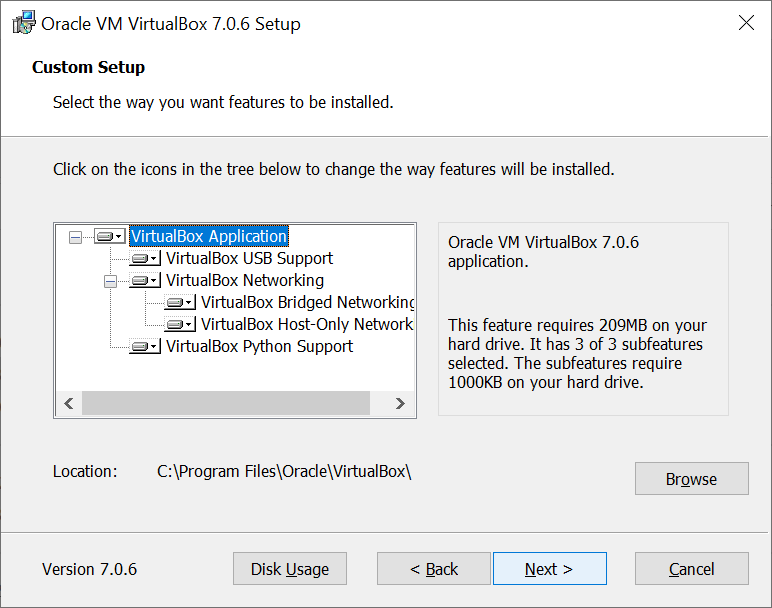 Oracle VM VirtualBox 7.0.6 Setup
Custom Setup
Select the way you want features to be installed.
Click on the icons in the tree below to change the way features will be installed.
VirtualBox Application
VirtualBox USB Support
VirtualBox Networking
VirtualBox Bridged Networking
VirtualBox Host-Only Network
VirtualBox Python Support
Oracle VM VirtualBox 7.0.6
application.
This feature requires 209MB on your
hard drive. It has 3 of 3 subfeatures
selected. The subfeatures require
1000KB on your hard drive.
Location: C:\Program Files\Oracle\VirtualBox\
Browse
Version 7.0.6 Disk Usage < Back Next > Cancel